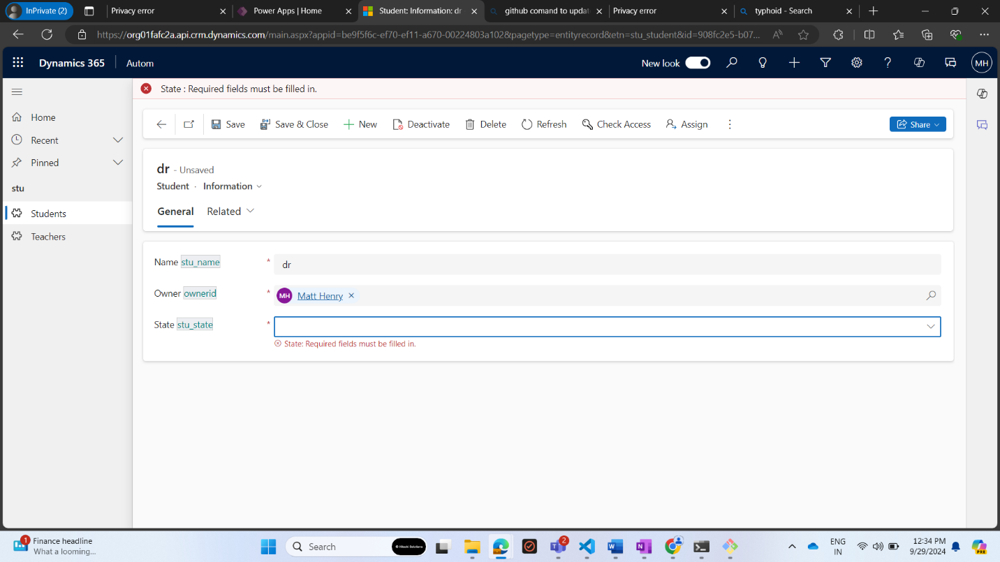 InPrivate (2)
Privacy error
Power Apps | Home
Student: Information: dr
github comand to updat
Privacy error
typhoid - Search
https://org01fafc2a.api.crm.dynamics.com/main.aspx?appid=be9f5f6c-ef70-ef11-a670-00224803a102&pagetype=entityrecord&etn=stu_student&id=908fc2e5-b07...
Dynamics 365
Autom
New look
MH
State : Required fields must be filled in.
Home
Recent
Pinned
stu
Students
Teachers
Save
Save & Close
New
Deactivate
Delete
Refresh
Check Access
Assign
Share
dr - Unsaved
Student · Information
General
Related
Name stu_name *
dr
Owner ownerid *
MH Matt Henry
State stu_state *
State: Required fields must be filled in.
1
Finance headline
What a looming...
Search
Hitachi Solutions
2
ENG
IN
12:34 PM
9/29/2024
PRE